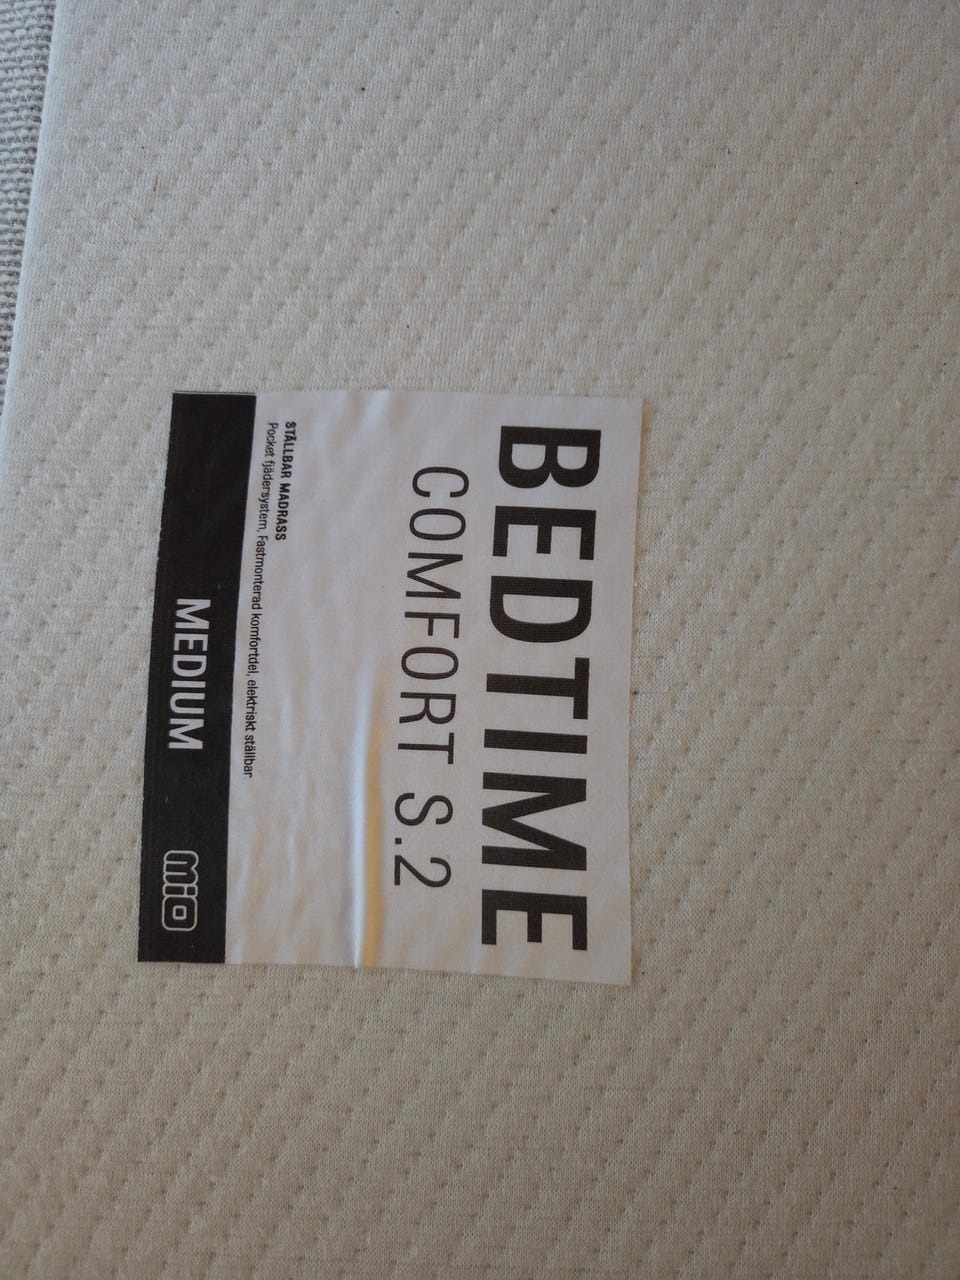 BEDTIME
COMFORT S.2
STÄLLBAR MADRASS
Pocket fjädersystem, Fastmonterad komfortdel, elektriskt ställbar
MEDIUM
mio